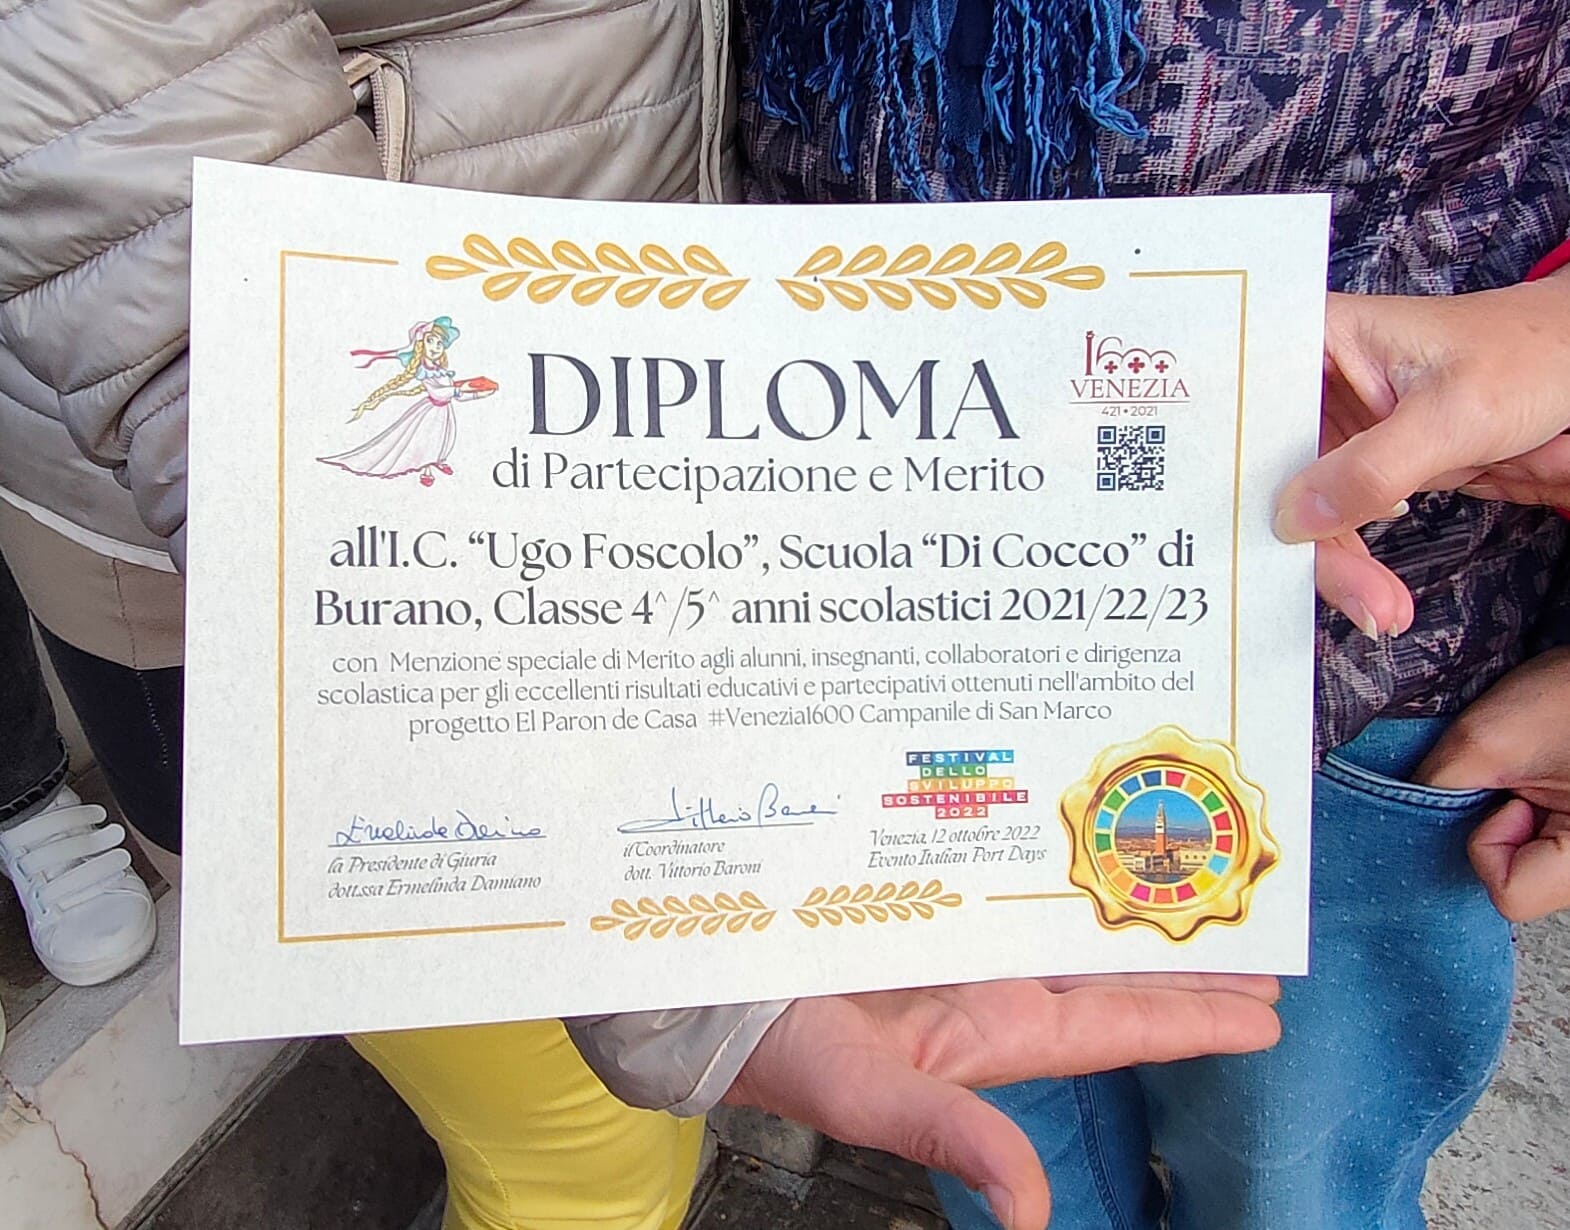 DIPLOMA
di Partecipazione e Merito
1600
VENEZIA
421•2021
all'I.C. “Ugo Foscolo”, Scuola “Di Cocco” di
Burano, Classe 4^/5^ anni scolastici 2021/22/23
con Menzione speciale di Merito agli alunni, insegnanti, collaboratori e dirigenza
scolastica per gli eccellenti risultati educativi e partecipativi ottenuti nell'ambito del
progetto El Paron de Casa #Venezia1600 Campanile di San Marco
la Presidente di Giuria
dott.ssa Ermelinda Damiano
il Coordinatore
dott. Vittorio Baroni
FESTIVAL
DELLO
SVILUPPO
SOSTENIBILE
2022
Venezia, 12 ottobre 2022
Evento Italian Port Days